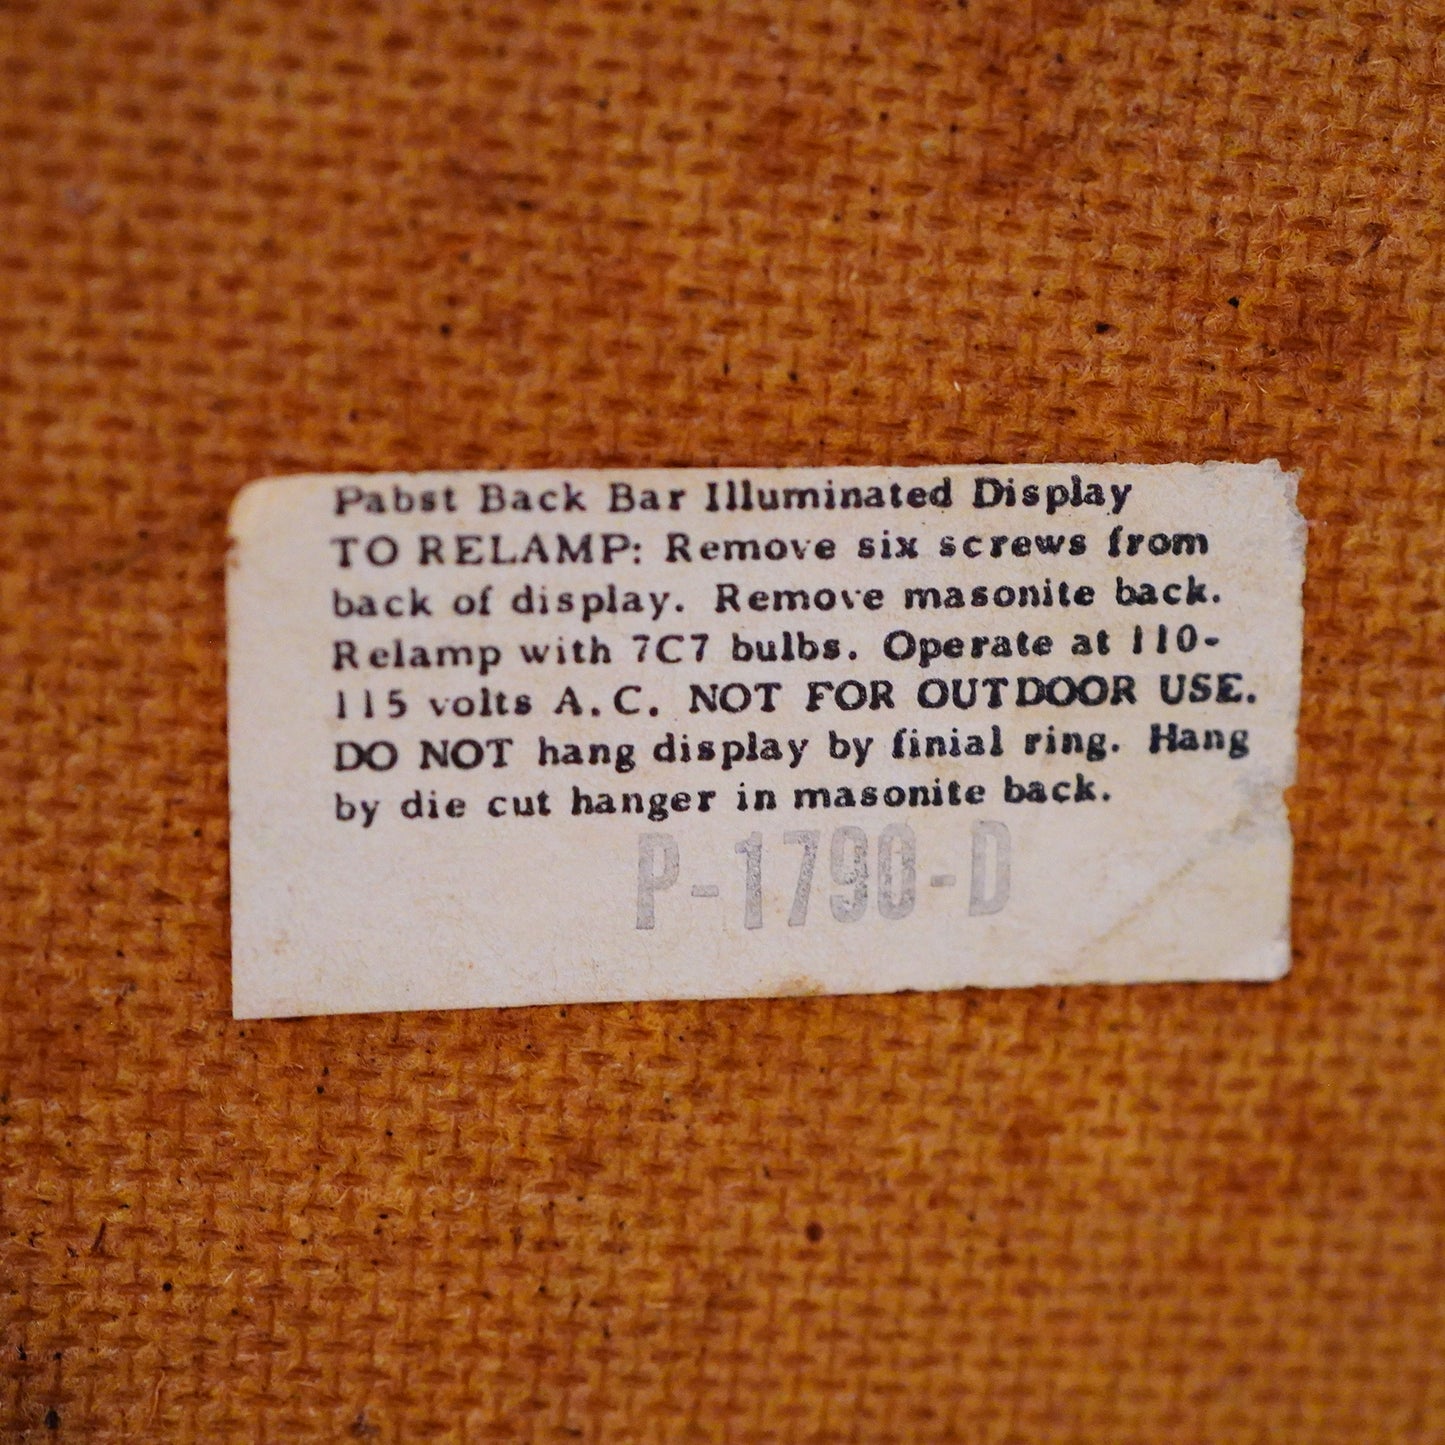 Pabst Back Bar Illuminated Display
TO RELAMP: Remove six screws from
back of display. Remove masonite back.
Relamp with 7C7 bulbs. Operate at 110-
115 volts A.C. NOT FOR OUTDOOR USE.
DO NOT hang display by finial ring. Hang
by die cut hanger in masonite back.
P-1790-D